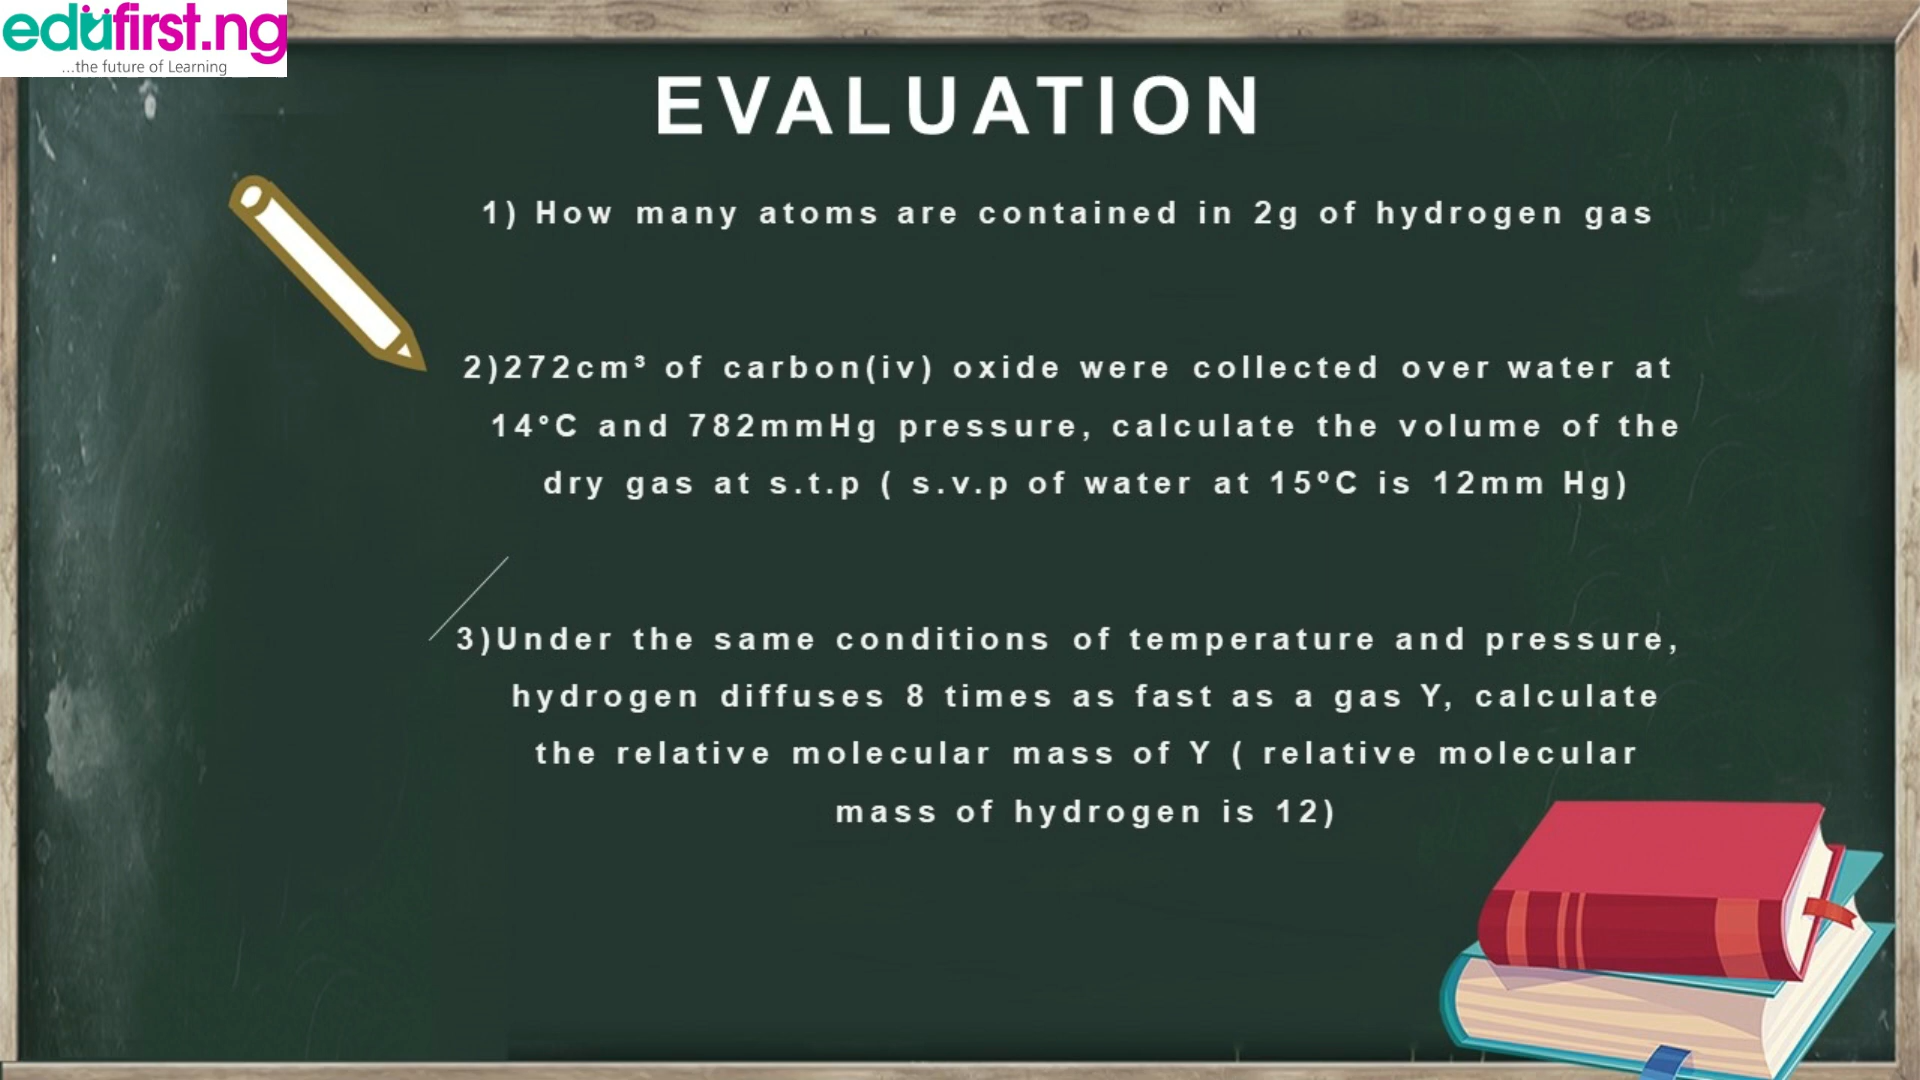 edufirst.ng
...the future of Learning
EVALUATION
1) How many atoms are contained in 2g of hydrogen gas
2)272cm³ of carbon(iv) oxide were collected over water at
14°C and 782mmHg pressure, calculate the volume of the
dry gas at s.t.p ( s.v.p of water at 15ºC is 12mm Hg)
3)Under the same conditions of temperature and pressure,
hydrogen diffuses 8 times as fast as a gas Y, calculate
the relative molecular mass of Y ( relative molecular
mass of hydrogen is 12)